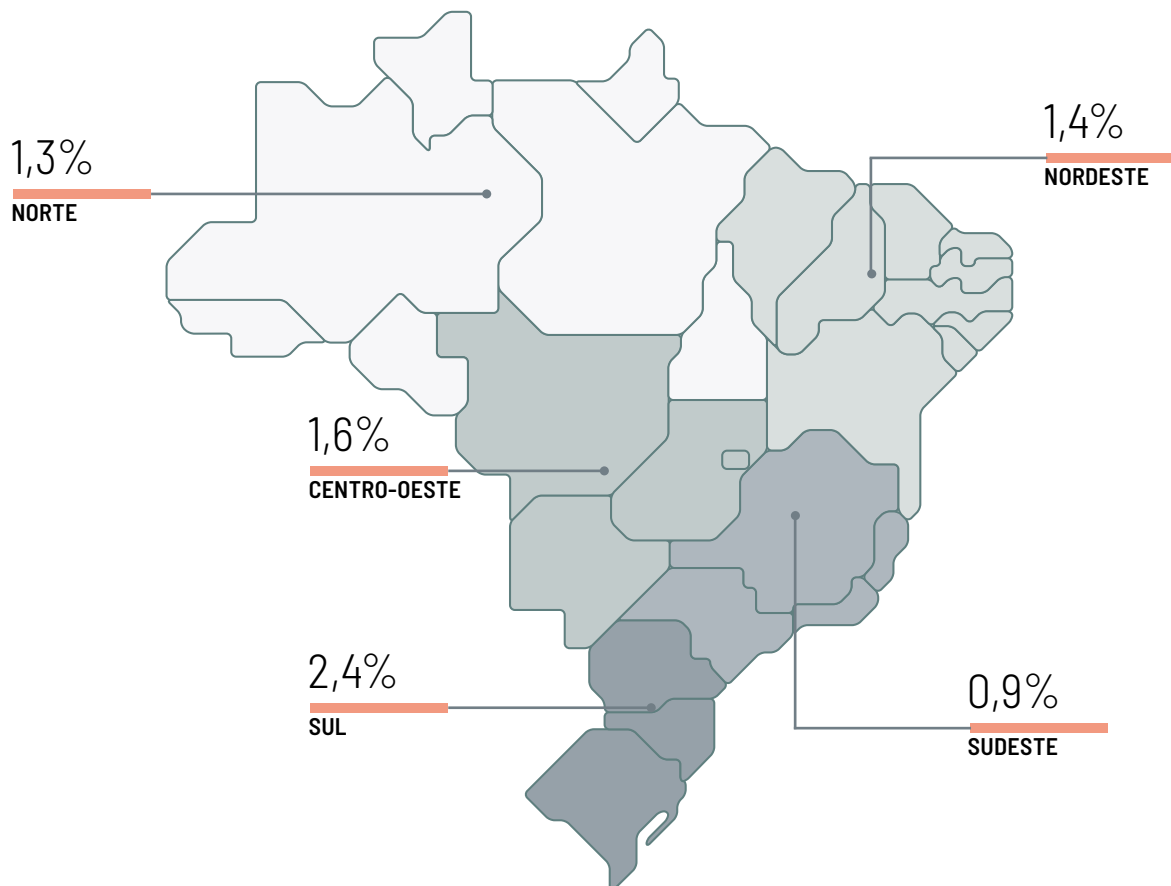 1,4%
NORDESTE
1,3%
NORTE
1,6%
CENTRO-OESTE
2,4%
SUL
0,9%
SUDESTE